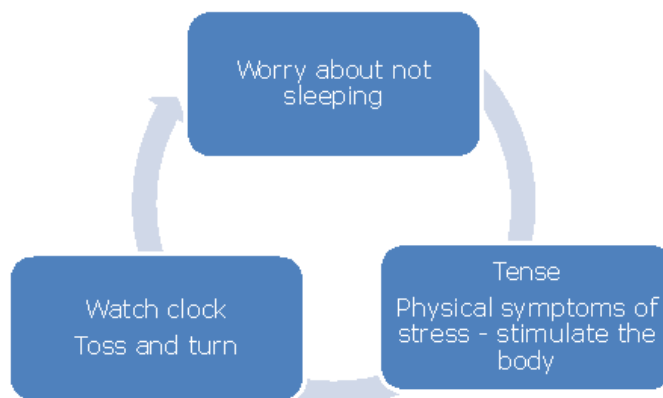 Worry about not
sleeping
Tense
Physical symptoms of
stress - stimulate the
body
Watch clock
Toss and turn